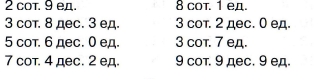 2 сот. 9 ед.
3 сот. 8 дес. 3 ед.
5 сот. 6 дес. 0 ед.
7 сот. 4 дес. 2 ед.
8 сот. 1 ед.
3 сот. 2 дес. 0 ед.
3 сот. 7 ед.
9 сот. 9 дес. 9 ед.